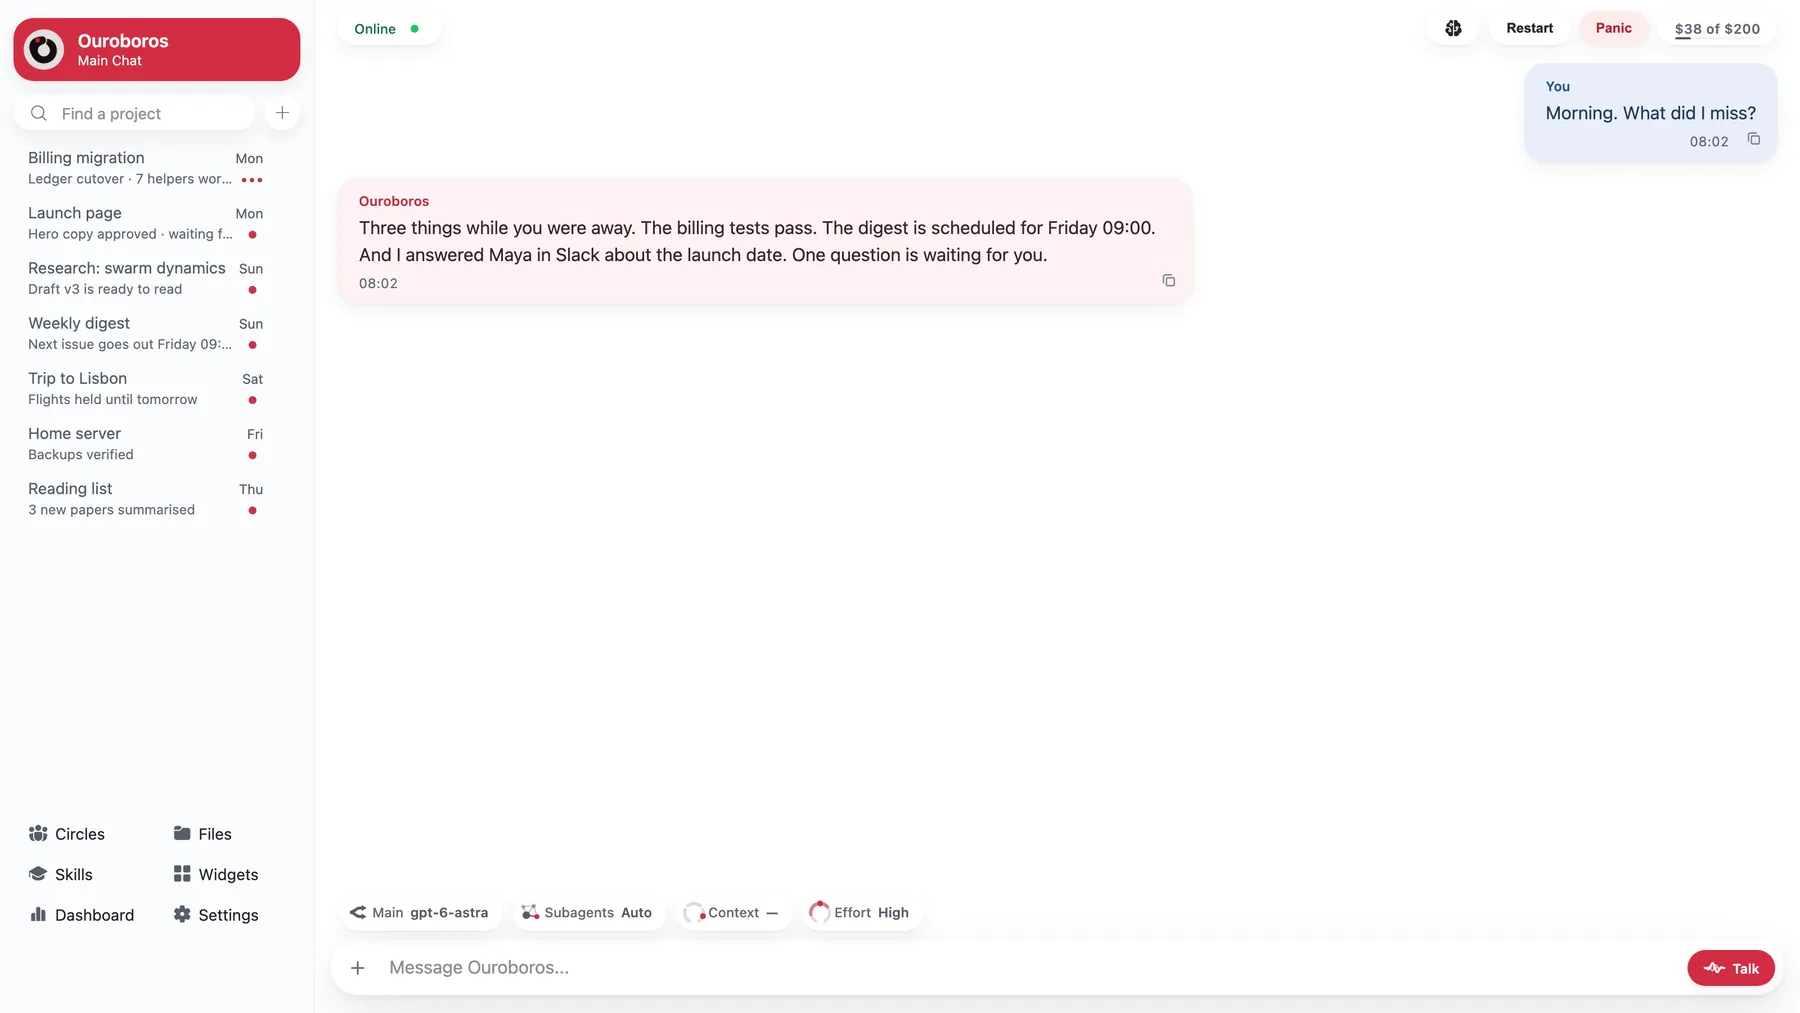 Ouroboros
Main Chat
Find a project
Billing migration Mon
Ledger cutover · 7 helpers wor...
Launch page Mon
Hero copy approved · waiting f...
Research: swarm dynamics Sun
Draft v3 is ready to read
Weekly digest Sun
Next issue goes out Friday 09:...
Trip to Lisbon Sat
Flights held until tomorrow
Home server Fri
Backups verified
Reading list Thu
3 new papers summarised
Circles Files
Skills Widgets
Dashboard Settings
Online
Restart Panic $38 of $200
You
Morning. What did I miss?
08:02
Ouroboros
Three things while you were away. The billing tests pass. The digest is scheduled for Friday 09:00.
And I answered Maya in Slack about the launch date. One question is waiting for you.
08:02
Main gpt-6-astra Subagents Auto Context — Effort High
Message Ouroboros...
Talk